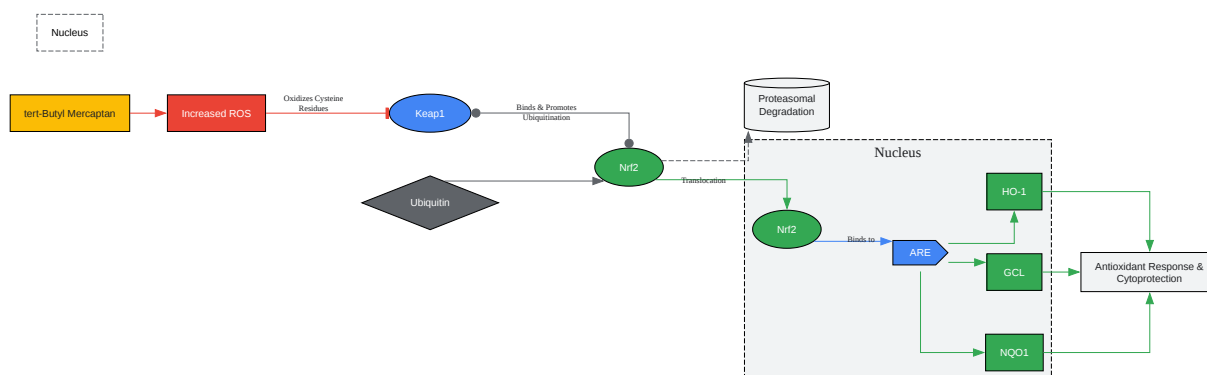 Nucleus
tert-Butyl Mercaptan
Increased ROS
Oxidizes Cysteine
Residues
Keap1
Binds & Promotes
Ubiquitination
Nrf2
Ubiquitin
Proteasomal
Degradation
Translocation
Nucleus
Nrf2
Binds to
ARE
HO-1
GCL
NQO1
Antioxidant Response &
Cytoprotection